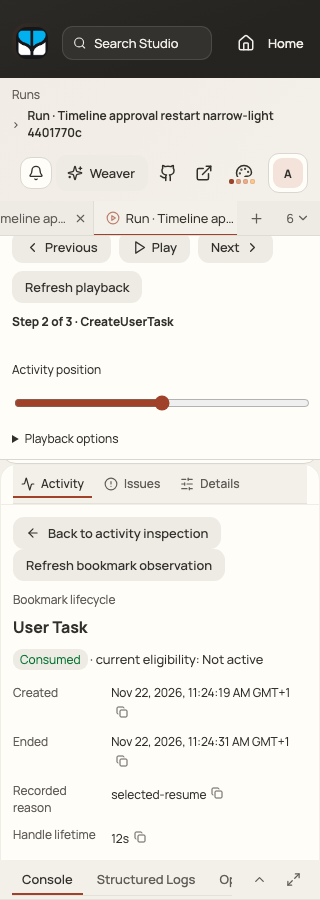 Search Studio
Home
Runs
› Run · Timeline approval restart narrow-light
4401770c
Weaver
A
meline ap...
Run · Timeline ap...
6
Previous
Play
Next
Refresh playback
Step 2 of 3 · CreateUserTask
Activity position
Playback options
Activity
Issues
Details
Back to activity inspection
Refresh bookmark observation
Bookmark lifecycle
User Task
Consumed · current eligibility: Not active
Created Nov 22, 2026, 11:24:19 AM GMT+1
Ended Nov 22, 2026, 11:24:31 AM GMT+1
Recorded
reason
selected-resume
Handle lifetime 12s
Console
Structured Logs